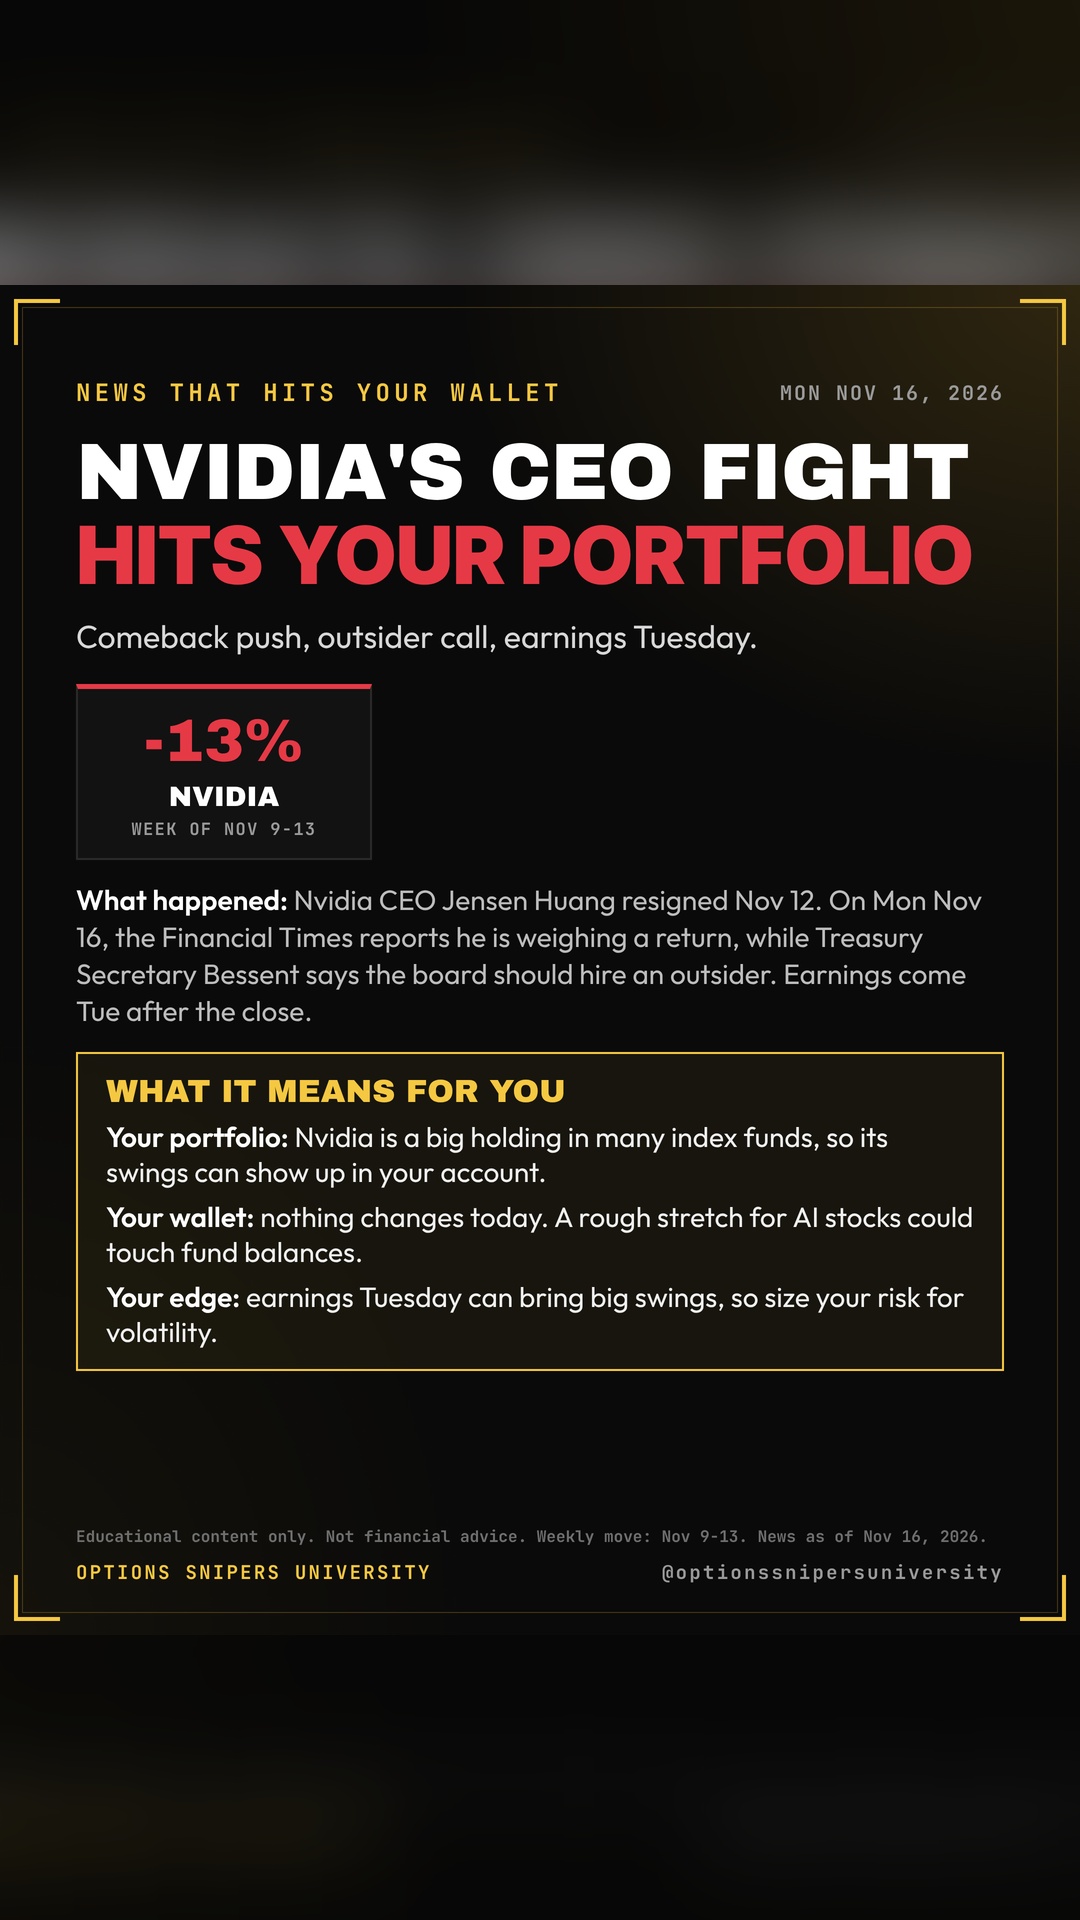 NEWS THAT HITS YOUR WALLET
MON NOV 16, 2026
NVIDIA'S CEO FIGHT
HITS YOUR PORTFOLIO
Comeback push, outsider call, earnings Tuesday.
-13%
NVIDIA
WEEK OF NOV 9-13
What happened: Nvidia CEO Jensen Huang resigned Nov 12. On Mon Nov
16, the Financial Times reports he is weighing a return, while Treasury
Secretary Bessent says the board should hire an outsider. Earnings come
Tue after the close.
WHAT IT MEANS FOR YOU
Your portfolio: Nvidia is a big holding in many index funds, so its
swings can show up in your account.
Your wallet: nothing changes today. A rough stretch for AI stocks could
touch fund balances.
Your edge: earnings Tuesday can bring big swings, so size your risk for
volatility.
Educational content only. Not financial advice. Weekly move: Nov 9-13. News as of Nov 16, 2026.
OPTIONS SNIPERS UNIVERSITY
@optionssnipersuniversity